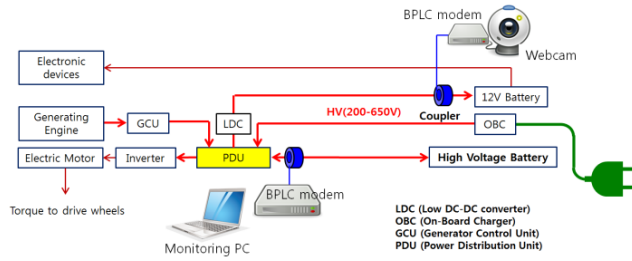 BPLC modem
Webcam
Electronic
devices
12V Battery
Generating
Engine
GCU
LDC
HV(200-650V)
Coupler
OBC
Electric Motor
Inverter
PDU
High Voltage Battery
BPLC modem
Torque to drive wheels
Monitoring PC
LDC (Low DC-DC converter)
OBC (On-Board Charger)
GCU (Generator Control Unit)
PDU (Power Distribution Unit)